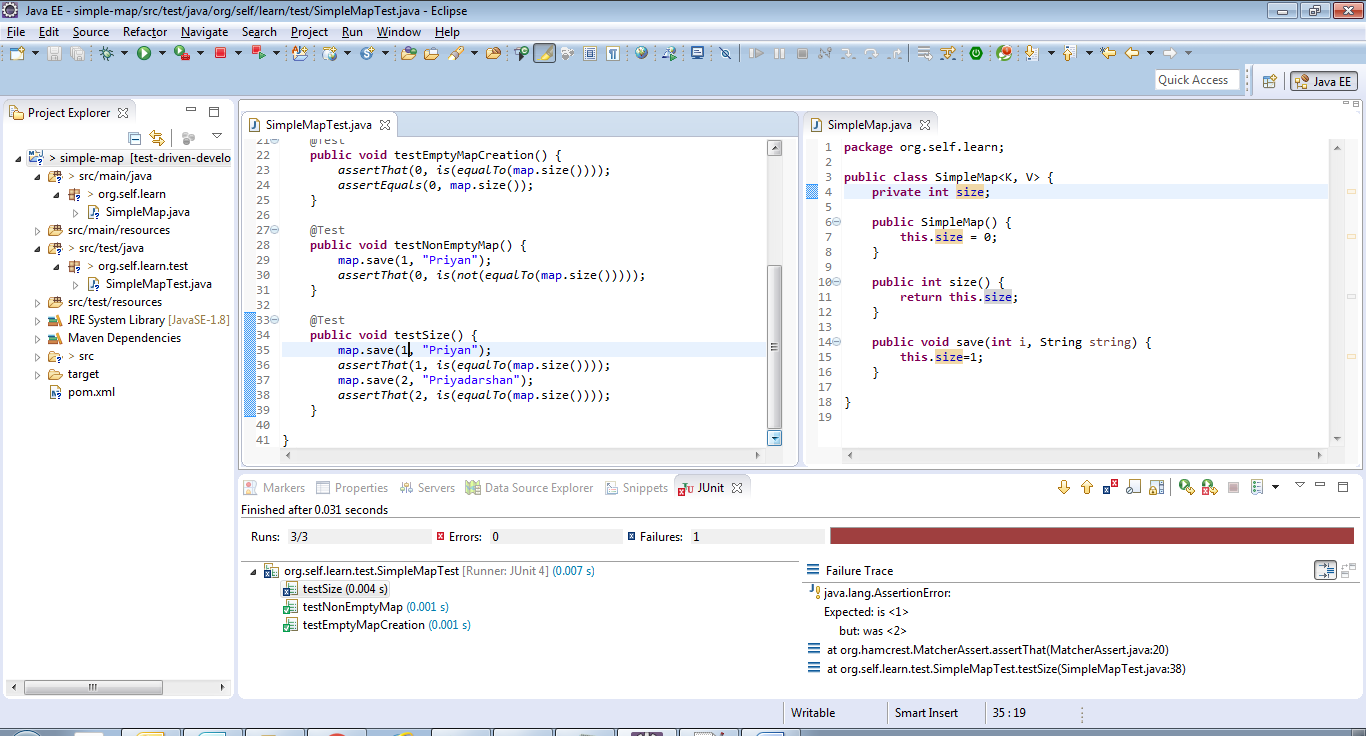 Java EE - simple-map/src/test/java/org/self/learn/test/SimpleMapTest.java - Eclipse
File Edit Source Refactor Navigate Search Project Run Window Help
Quick Access
Java EE
Project Explorer
> simple-map [test-driven-develo
> src/main/java
> org.self.learn
SimpleMap.java
src/main/resources
> src/test/java
> org.self.learn.test
SimpleMapTest.java
src/test/resources
JRE System Library [JavaSE-1.8]
Maven Dependencies
> src
target
pom.xml
SimpleMapTest.java
21 @Test
22 public void testEmptyMapCreation() {
23 assertThat(0, is(equalTo(map.size())));
24 assertEquals(0, map.size());
25 }
26
27 @Test
28 public void testNonEmptyMap() {
29 map.save(1, "Priyan");
30 assertThat(0, is(not(equalTo(map.size()))));
31 }
32
33 @Test
34 public void testSize() {
35 map.save(1, "Priyan");
36 assertThat(1, is(equalTo(map.size())));
37 map.save(2, "Priyadarshan");
38 assertThat(2, is(equalTo(map.size())));
39 }
40
41 }
SimpleMap.java
1 package org.self.learn;
2
3 public class SimpleMap<K, V> {
4 private int size;
5
6 public SimpleMap() {
7 this.size = 0;
8 }
9
10 public int size() {
11 return this.size;
12 }
13
14 public void save(int i, String string) {
15 this.size=1;
16 }
17
18 }
19
Markers Properties Servers Data Source Explorer Snippets JUnit
Finished after 0.031 seconds
Runs: 3/3 Errors: 0 Failures: 1
org.self.learn.test.SimpleMapTest [Runner: JUnit 4] (0.007 s)
testSize (0.004 s)
testNonEmptyMap (0.001 s)
testEmptyMapCreation (0.001 s)
Failure Trace
java.lang.AssertionError:
Expected: is <1>
but: was <2>
at org.hamcrest.MatcherAssert.assertThat(MatcherAssert.java:20)
at org.self.learn.test.SimpleMapTest.testSize(SimpleMapTest.java:38)
Writable Smart Insert 35 : 19